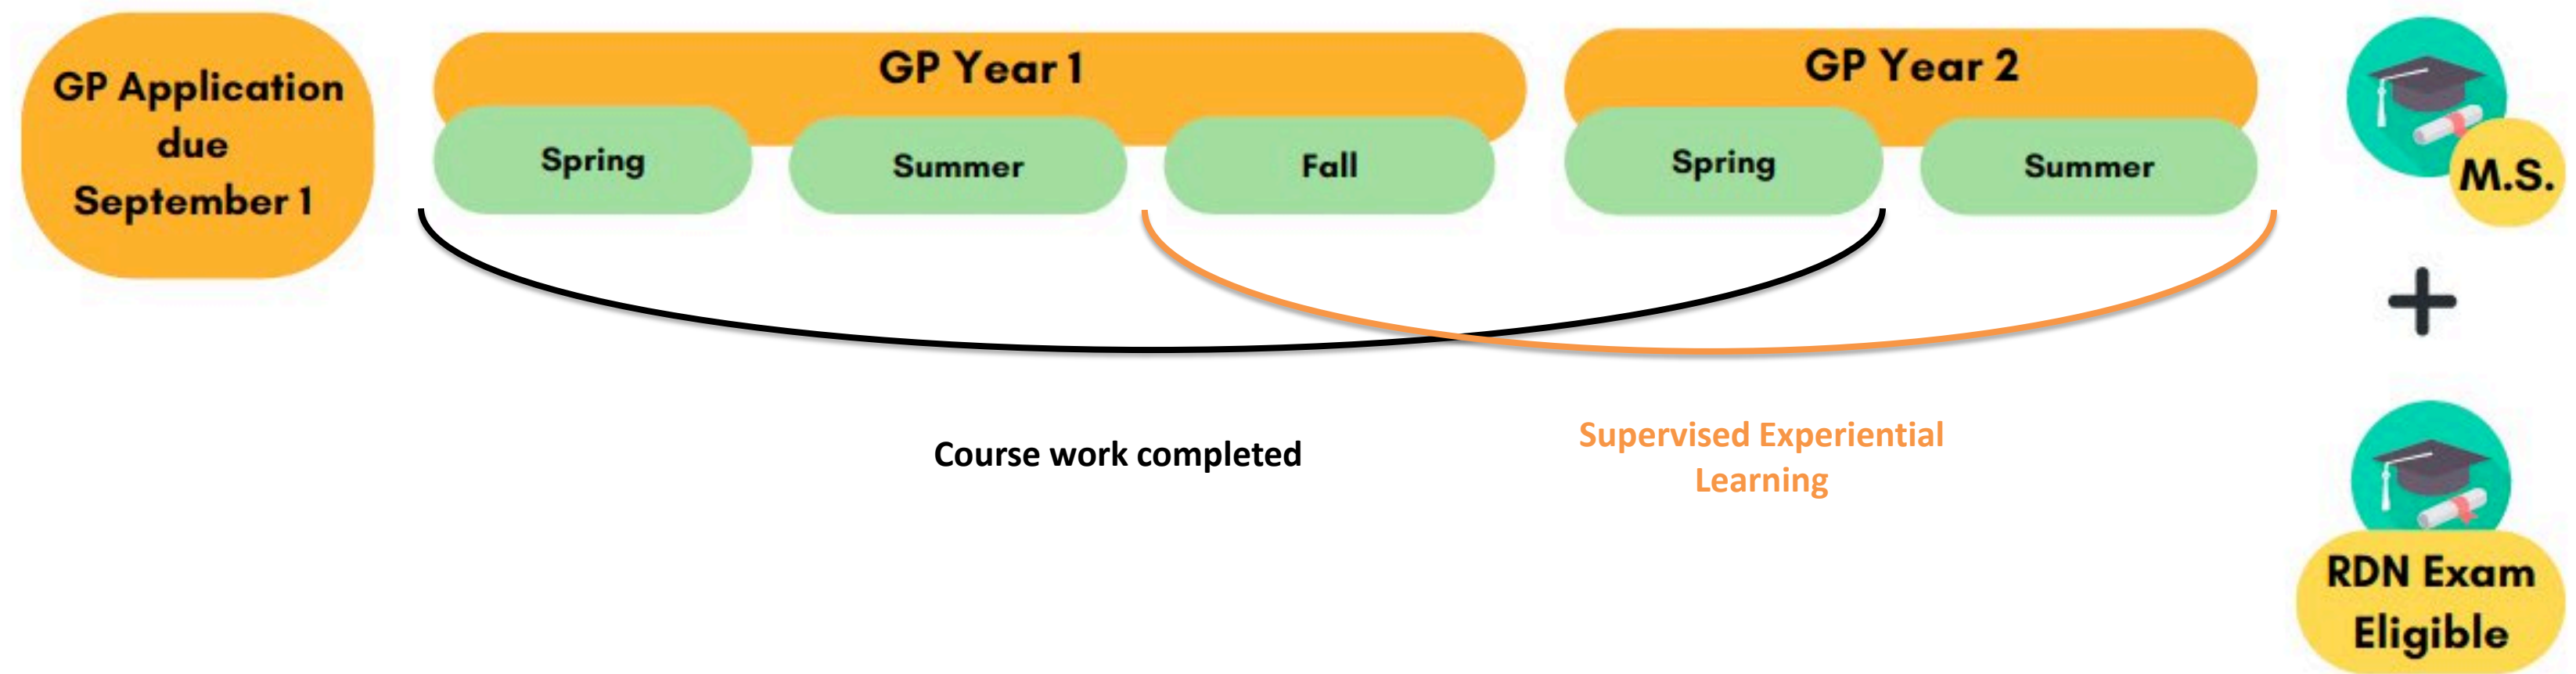 GP Application
due
September 1
GP Year 1
Spring
Summer
Fall
GP Year 2
Spring
Summer
M.S.
+
Course work completed
Supervised Experiential
Learning
RDN Exam
Eligible